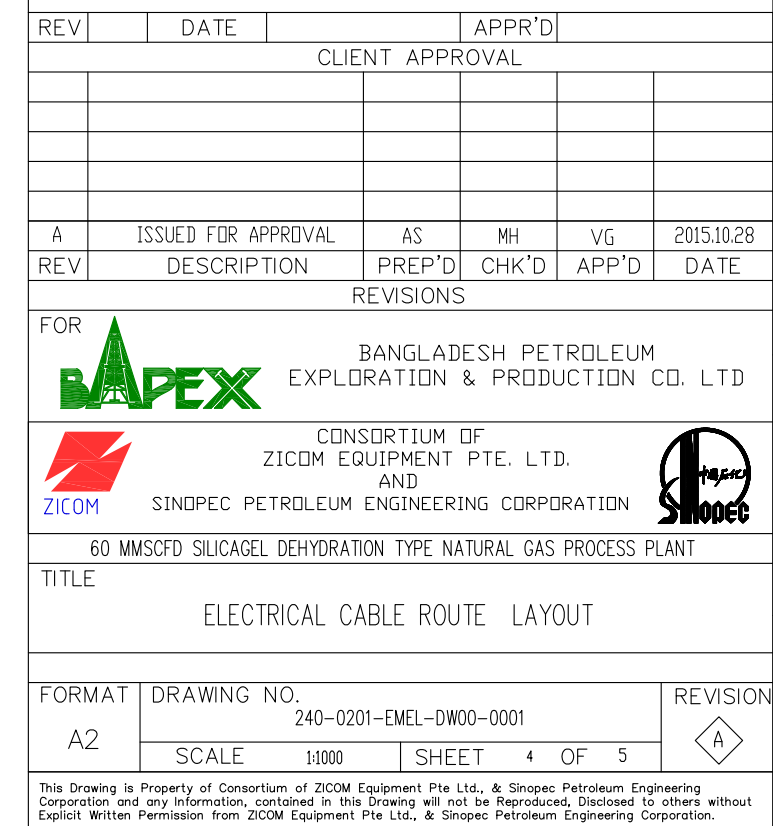 REV DATE APPR'D
CLIENT APPROVAL
A ISSUED FOR APPROVAL AS MH VG 2015.10.28
REV DESCRIPTION PREP'D CHK'D APP'D DATE
REVISIONS
FOR
BAPEX
BANGLADESH PETROLEUM
EXPLORATION & PRODUCTION CO. LTD
ZICOM
CONSORTIUM OF
ZICOM EQUIPMENT PTE. LTD.
AND
SINOPEC PETROLEUM ENGINEERING CORPORATION
中国石化
SINOPEC
60 MMSCFD SILICAGEL DEHYDRATION TYPE NATURAL GAS PROCESS PLANT
TITLE
ELECTRICAL CABLE ROUTE LAYOUT
FORMAT DRAWING NO. REVISION
240-0201-EMEL-DW00-0001
A2 A
SCALE 1:1000 SHEET 4 OF 5
This Drawing is Property of Consortium of ZICOM Equipment Pte Ltd., & Sinopec Petroleum Engineering
Corporation and any Information, contained in this Drawing will not be Reproduced, Disclosed to others without
Explicit Written Permission from ZICOM Equipment Pte Ltd., & Sinopec Petroleum Engineering Corporation.